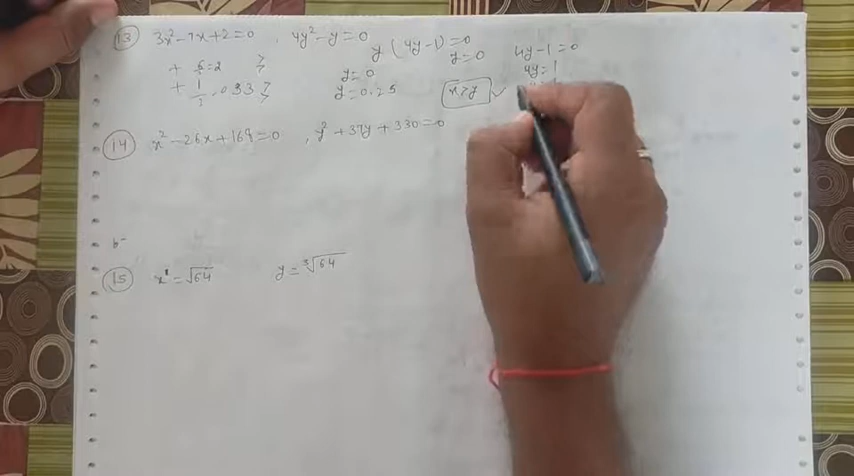 (13) 3x²-7x+2=0 , 4y²-y=0 y(4y-1)=0
y=0 4y-1=0
+ 6/3=2 y=0 4y=1
+ 1/3 .0.33 y=0.25 x>y ✓
(14) x²-26x+169=0 , y²+37y+330=0
(15) x=√64 y=∛64